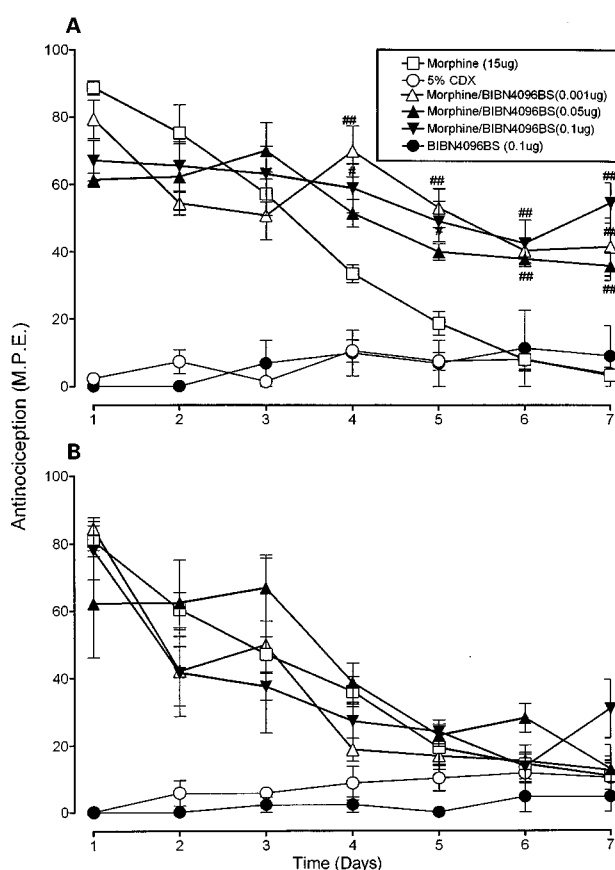 A
100
80
60
40
20
0
Morphine (15ug)
5% CDX
Morphine/BIBN4096BS(0.001ug)
Morphine/BIBN4096BS(0.05ug)
Morphine/BIBN4096BS(0.1ug)
BIBN4096BS (0.1ug)
##
#
##
#
##
##
##
##
##
1 2 3 4 5 6 7
Antinociception (M.P.E.)
B
100
80
60
40
20
0
1 2 3 4 5 6 7
Time (Days)